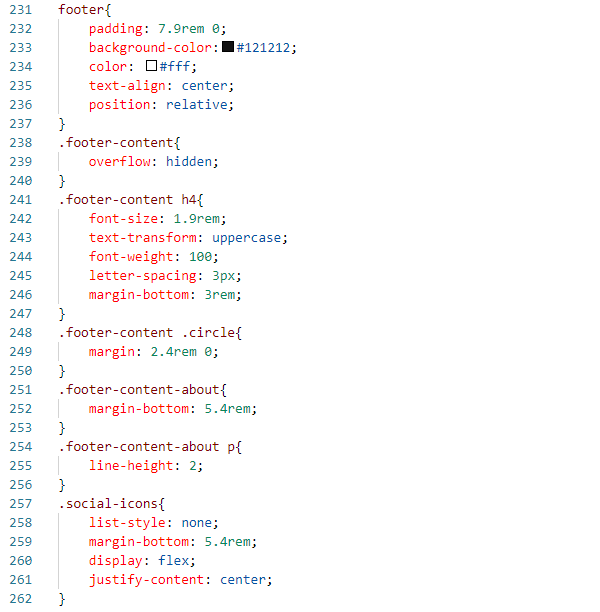 231 footer{
232     padding: 7.9rem 0;
233     background-color: #121212;
234     color: #fff;
235     text-align: center;
236     position: relative;
237 }
238 .footer-content{
239     overflow: hidden;
240 }
241 .footer-content h4{
242     font-size: 1.9rem;
243     text-transform: uppercase;
244     font-weight: 100;
245     letter-spacing: 3px;
246     margin-bottom: 3rem;
247 }
248 .footer-content .circle{
249     margin: 2.4rem 0;
250 }
251 .footer-content-about{
252     margin-bottom: 5.4rem;
253 }
254 .footer-content-about p{
255     line-height: 2;
256 }
257 .social-icons{
258     list-style: none;
259     margin-bottom: 5.4rem;
260     display: flex;
261     justify-content: center;
262 }